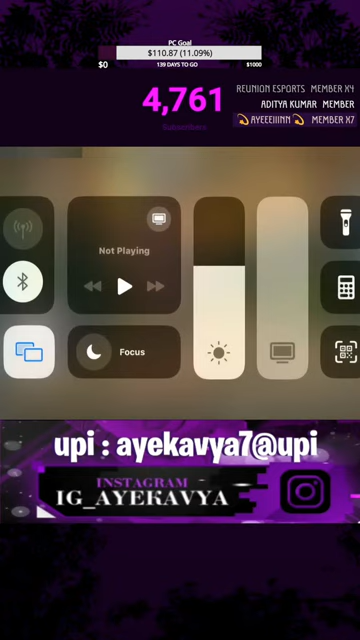 PC Goal
$110.87 (11.09%)
$0
139 DAYS TO GO
$1000
4,761
Subscribers
REUNION ESPORTS MEMBER X4
ADITYA KUMAR MEMBER
AYEEEIIINN MEMBER X7
Not Playing
Focus
upi : ayekavya7@upi
INSTAGRAM
IG_AYEKAVYA